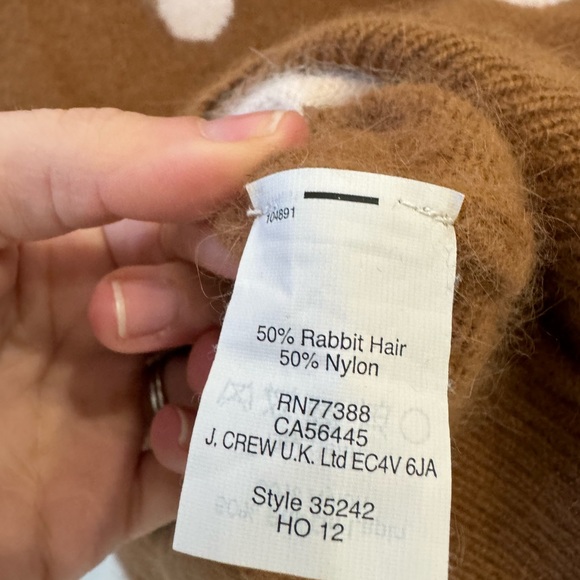 104891
50% Rabbit Hair
50% Nylon
RN77388
CA56445
J. CREW U.K. Ltd EC4V 6JA
Style 35242
HO 12